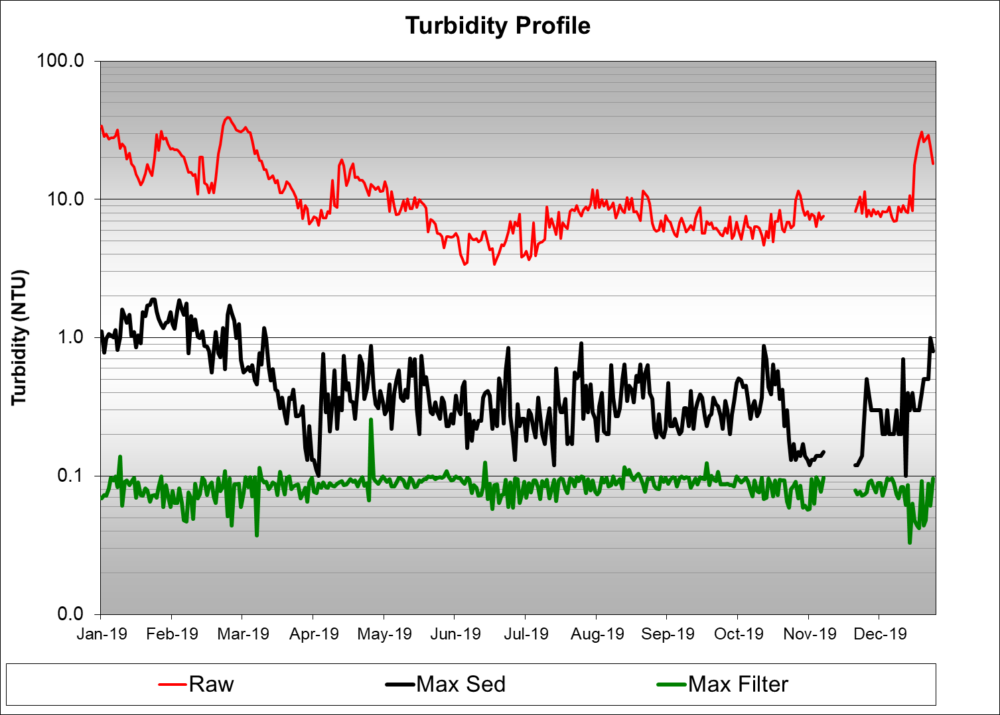 Turbidity Profile
Turbidity (NTU)
100.0
10.0
1.0
0.1
0.0
Jan-19 Feb-19 Mar-19 Apr-19 May-19 Jun-19 Jul-19 Aug-19 Sep-19 Oct-19 Nov-19 Dec-19
Raw Max Sed Max Filter